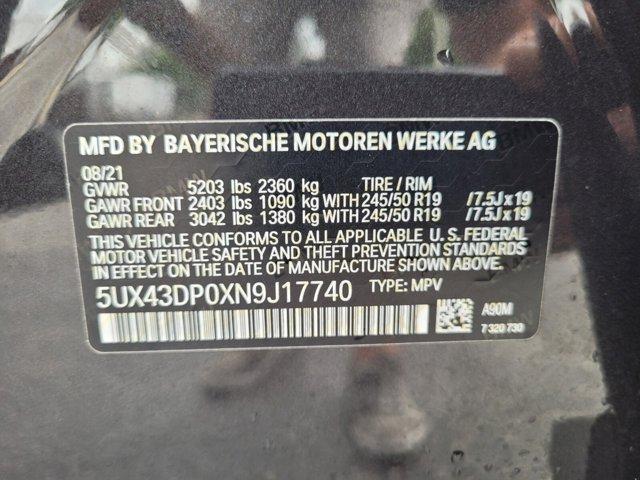 MFD BY BAYERISCHE MOTOREN WERKE AG
08/21
GVWR 5203 lbs 2360 kg TIRE / RIM
GAWR FRONT 2403 lbs 1090 kg WITH 245/50 R19 /7.5Jx19
GAWR REAR 3042 lbs 1380 kg WITH 245/50 R19 /7.5Jx19
THIS VEHICLE CONFORMS TO ALL APPLICABLE U. S. FEDERAL
MOTOR VEHICLE SAFETY AND THEFT PREVENTION STANDARDS
IN EFFECT ON THE DATE OF MANUFACTURE SHOWN ABOVE.
5UX43DP0XN9J17740 TYPE: MPV
A90M
7 320 730